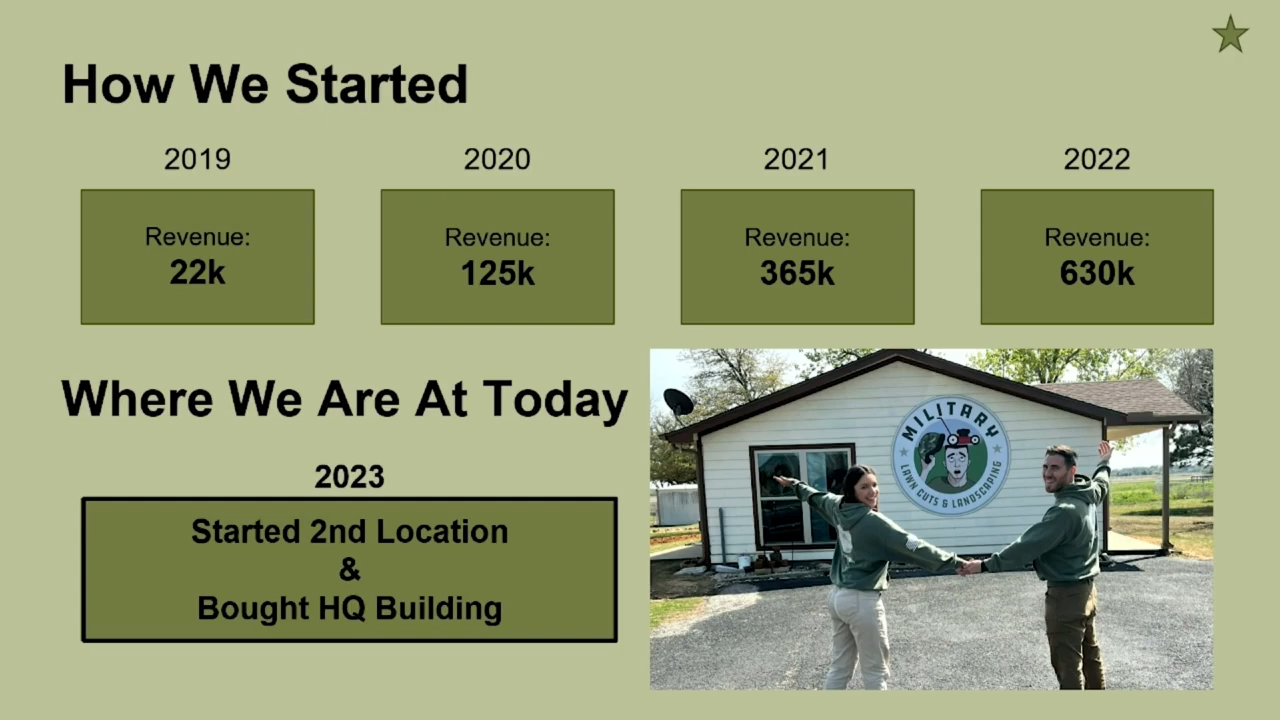 How We Started
2019
2020
2021
2022
Revenue:
22k
Revenue:
125k
Revenue:
365k
Revenue:
630k
Where We Are At Today
2023
Started 2nd Location
&
Bought HQ Building
MILITARY
LAWN CUTS & LANDSCAPING